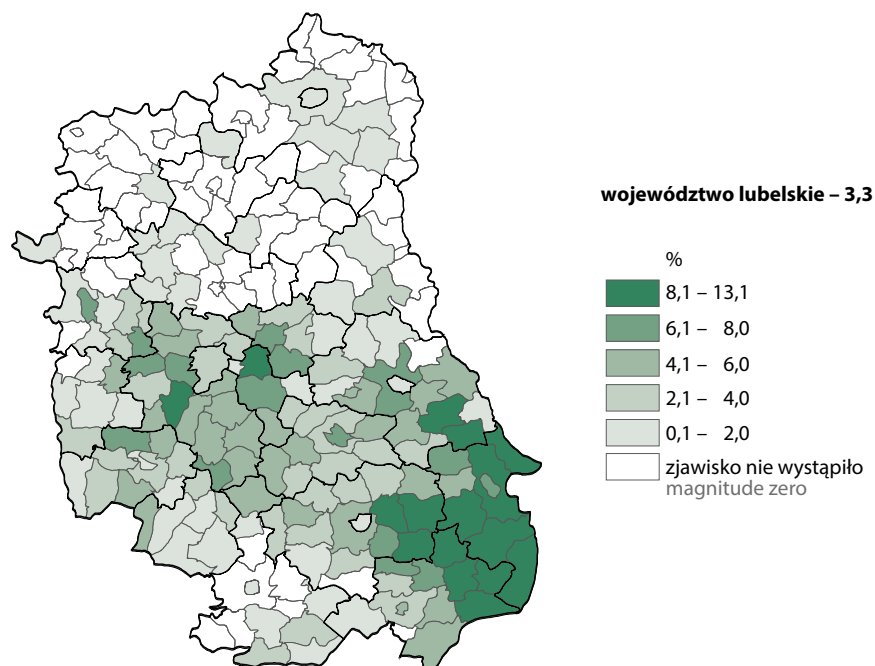 województwo lubelskie – 3,3
%
8,1 – 13,1
6,1 – 8,0
4,1 – 6,0
2,1 – 4,0
0,1 – 2,0
zjawisko nie wystąpiło
magnitude zero